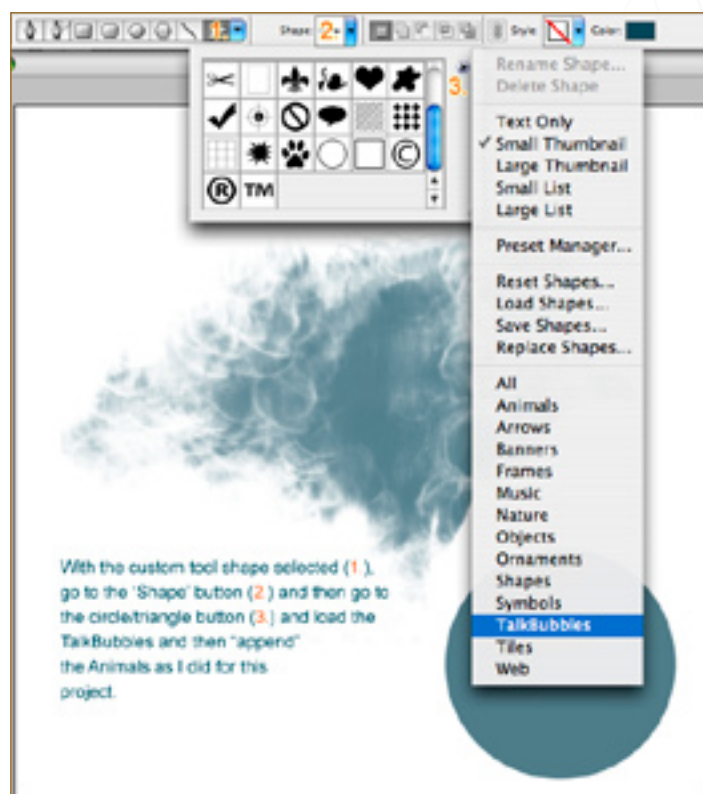 1.
Shape:
2.
Style:
Color:
3.
©
® TM
Rename Shape...
Delete Shape
Text Only
✓ Small Thumbnail
Large Thumbnail
Small List
Large List
Preset Manager...
Reset Shapes...
Load Shapes...
Save Shapes...
Replace Shapes...
All
Animals
Arrows
Banners
Frames
Music
Nature
Objects
Ornaments
Shapes
Symbols
TalkBubbles
Tiles
Web
With the custom tool shape selected (1.),
go to the 'Shape' button (2.) and then go to
the circle/triangle button (3.) and load the
TalkBubbles and then "append"
the Animals as I did for this
project.